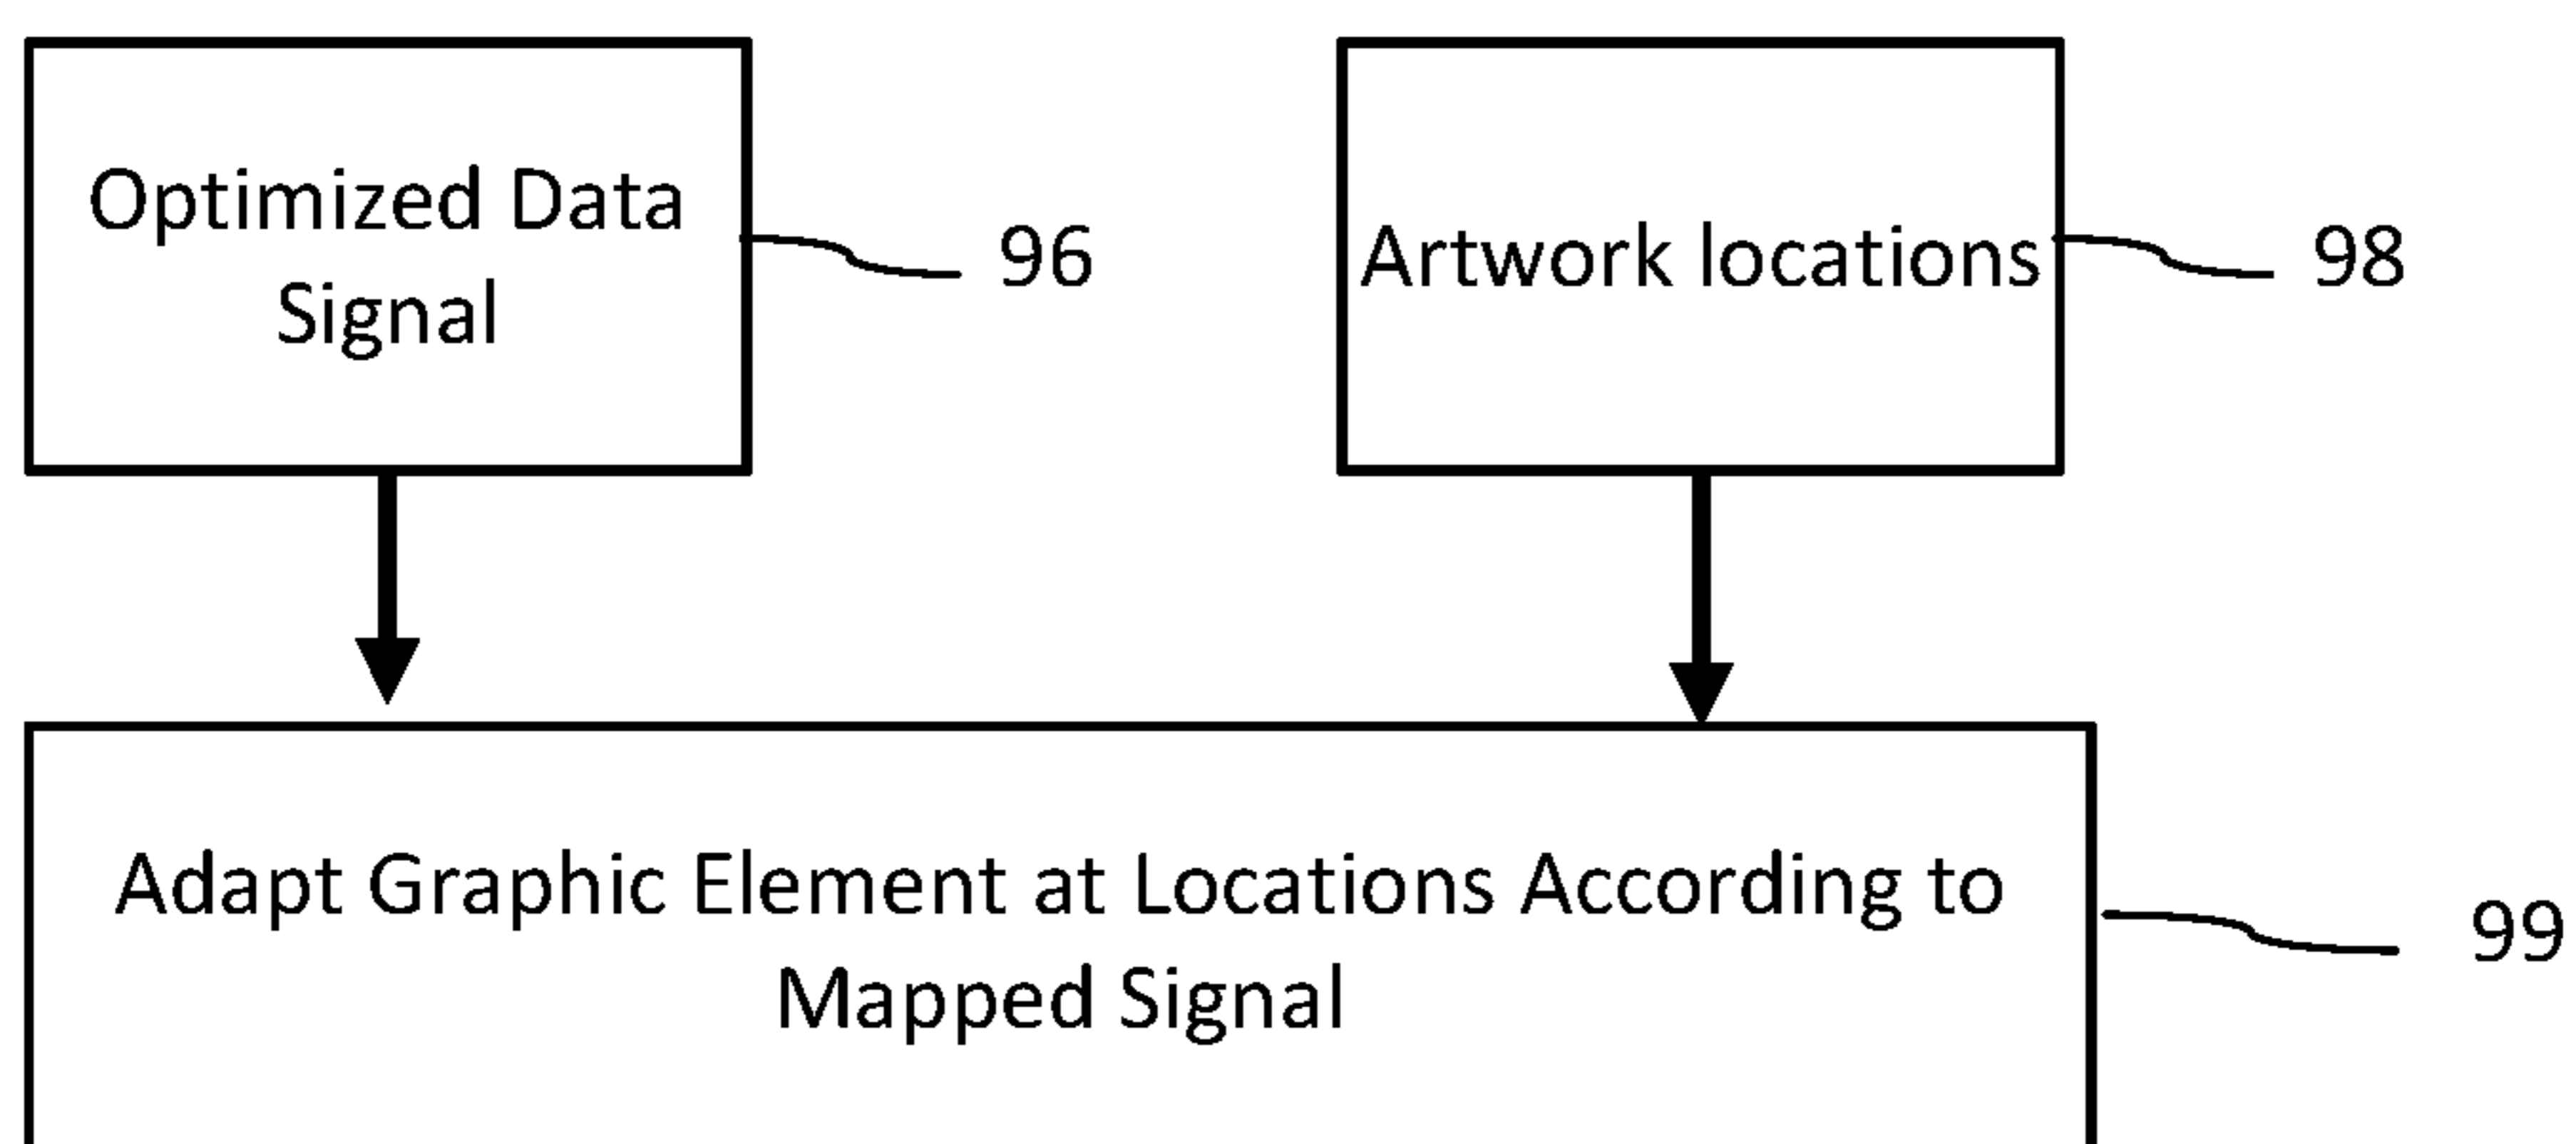 Optimized Data
Signal
96
Artwork locations
98
Adapt Graphic Element at Locations According to
Mapped Signal
99